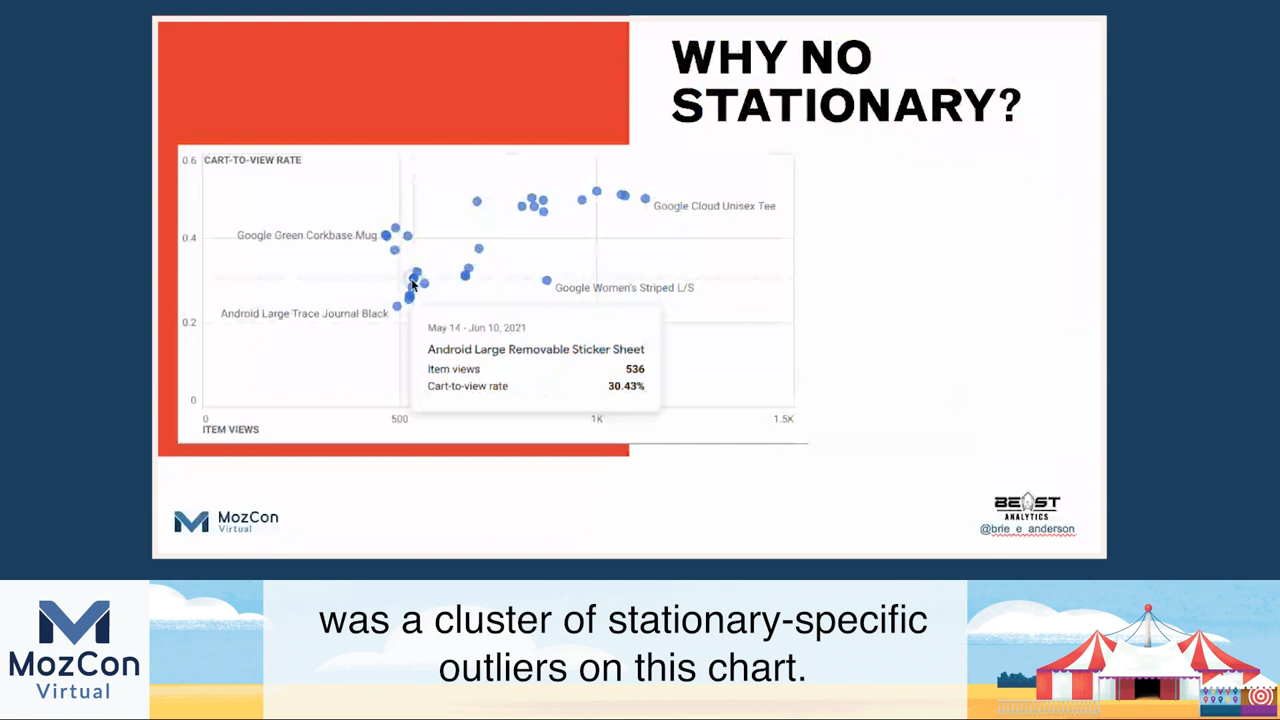 WHY NO
STATIONARY?
0.6
CART-TO-VIEW RATE
Google Cloud Unisex Tee
0.4
Google Green Corkbase Mug
Google Women's Striped L/S
Android Large Trace Journal Black
0.2
May 14 - Jun 10, 2021
Android Large Removable Sticker Sheet
Item views 536
Cart-to-view rate 30.43%
0
0 500 1K 1.5K
ITEM VIEWS
MozCon
Virtual
BEAST
ANALYTICS
@brie_e_anderson
was a cluster of stationary-specific
outliers on this chart.
MozCon
Virtual